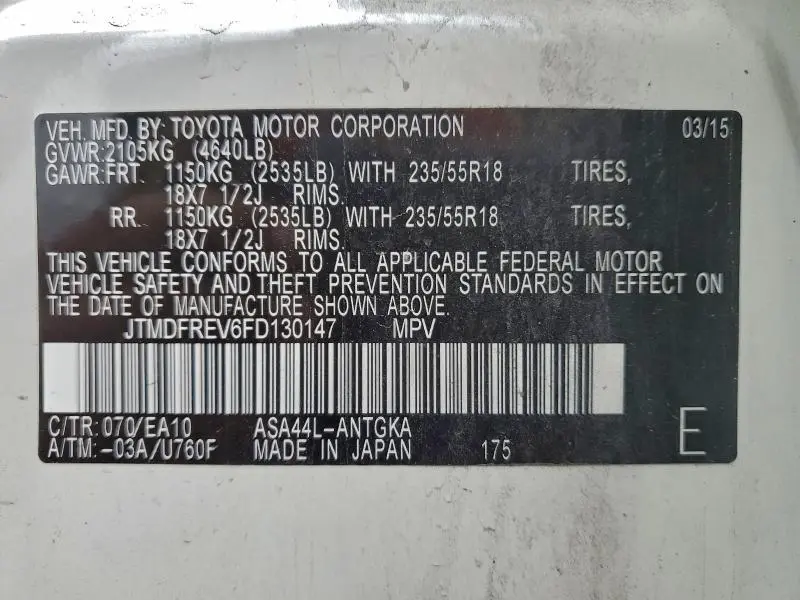 VEH. MFD. BY: TOYOTA MOTOR CORPORATION 03/15
GVWR:2105KG (4640LB)
GAWR:FRT. 1150KG (2535LB) WITH 235/55R18 TIRES,
18X7 1/2J RIMS.
RR. 1150KG (2535LB) WITH 235/55R18 TIRES,
18X7 1/2J RIMS.
THIS VEHICLE CONFORMS TO ALL APPLICABLE FEDERAL MOTOR
VEHICLE SAFETY AND THEFT PREVENTION STANDARDS IN EFFECT ON
THE DATE OF MANUFACTURE SHOWN ABOVE.
JTMDFREV6FD130147 MPV
C/TR: 070/EA10 ASA44L-ANTGKA
A/TM: -03A/U760F MADE IN JAPAN 175 E